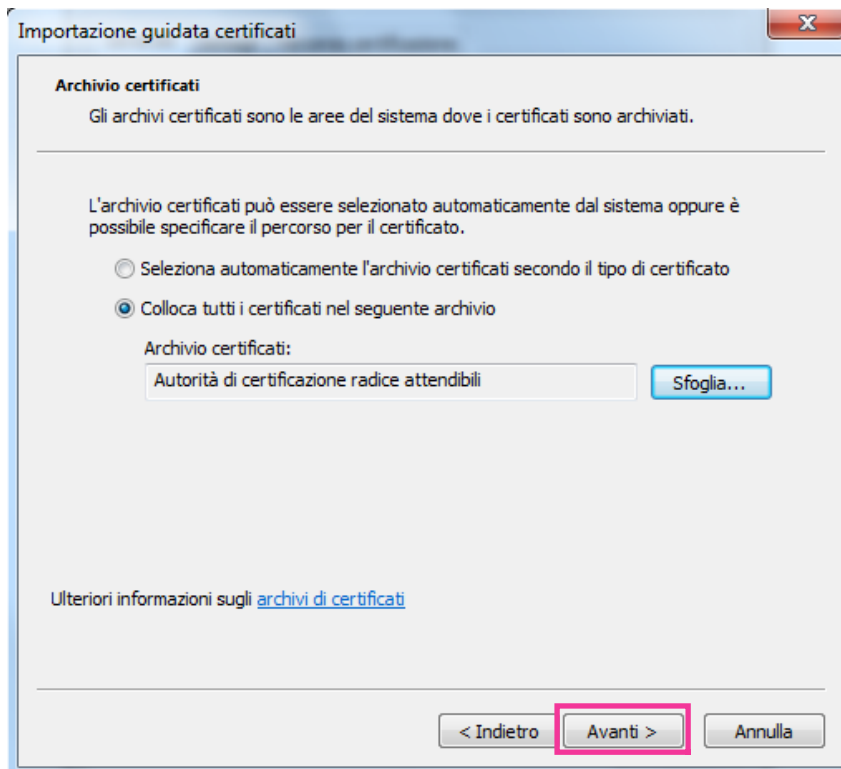 Importazione guidata certificati
Archivio certificati
Gli archivi certificati sono le aree del sistema dove i certificati sono archiviati.
L'archivio certificati può essere selezionato automaticamente dal sistema oppure è
possibile specificare il percorso per il certificato.
Seleziona automaticamente l'archivio certificati secondo il tipo di certificato
Colloca tutti i certificati nel seguente archivio
Archivio certificati:
Autorità di certificazione radice attendibili
Sfoglia...
Ulteriori informazioni sugli archivi di certificati
< Indietro
Avanti >
Annulla